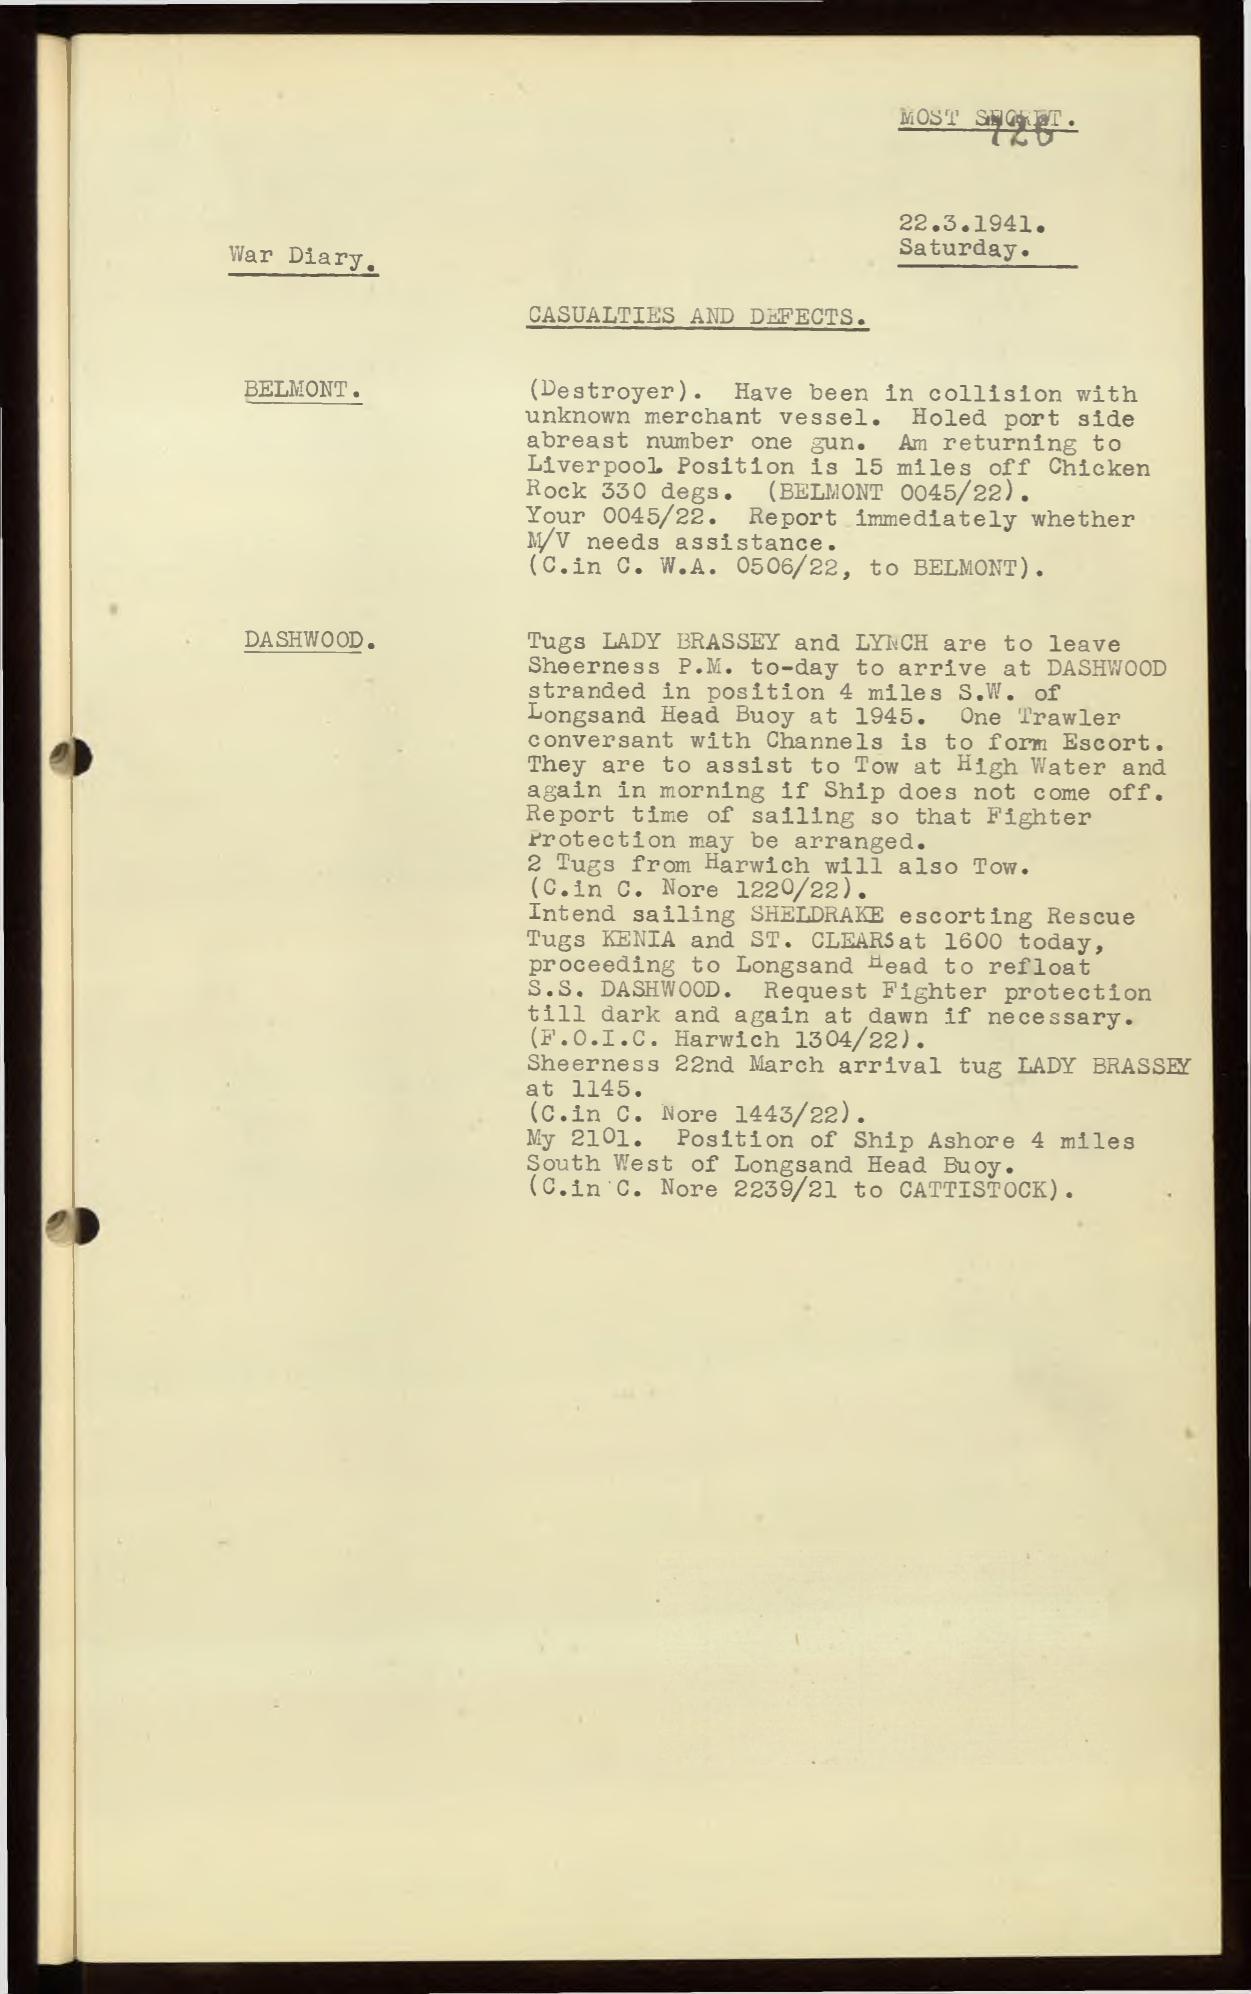 MOST SECRET.
726
22.3.1941.
Saturday.
War Diary.
CASUALTIES AND DEFECTS.
BELMONT.
(Destroyer). Have been in collision with
unknown merchant vessel. Holed port side
abreast number one gun. Am returning to
Liverpool. Position is 15 miles off Chicken
Rock 330 degs. (BELMONT 0045/22).
Your 0045/22. Report immediately whether
M/V needs assistance.
(C.in C. W.A. 0506/22, to BELMONT).
DASHWOOD.
Tugs LADY BRASSEY and LYNCH are to leave
Sheerness P.M. to-day to arrive at DASHWOOD
stranded in position 4 miles S.W. of
Longsand Head Buoy at 1945. One Trawler
conversant with Channels is to form Escort.
They are to assist to Tow at High Water and
again in morning if Ship does not come off.
Report time of sailing so that Fighter
Protection may be arranged.
2 Tugs from Harwich will also Tow.
(C.in C. Nore 1220/22).
Intend sailing SHELDRAKE escorting Rescue
Tugs KENIA and ST. CLEARS at 1600 today,
proceeding to Longsand Head to refloat
S.S. DASHWOOD. Request Fighter protection
till dark and again at dawn if necessary.
(F.O.I.C. Harwich 1304/22).
Sheerness 22nd March arrival tug LADY BRASSEY
at 1145.
(C.in C. Nore 1443/22).
My 2101. Position of Ship Ashore 4 miles
South West of Longsand Head Buoy.
(C.in C. Nore 2239/21 to CATTISTOCK).